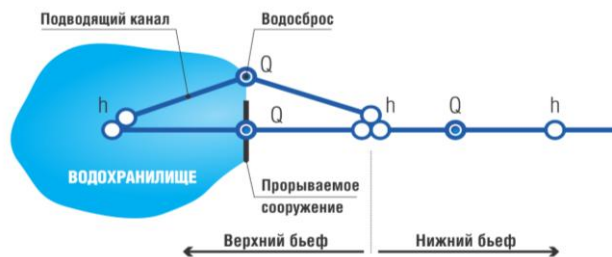 Подводящий канал
Водосброс
Q
h
Q
h
Q
h
ВОДОХРАНИЛИЩЕ
Прорываемое
сооружение
Верхний бьеф
Нижний бьеф